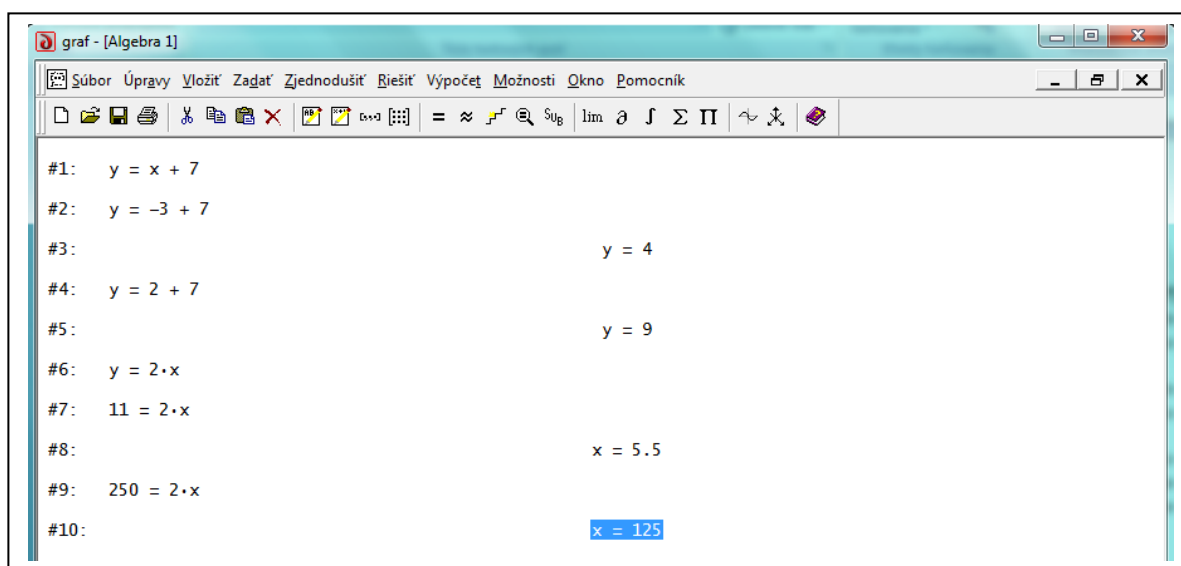 graf - [Algebra 1]
Súbor Úpravy Vložiť Zadať Zjednodušiť Riešiť Výpočet Možnosti Okno Pomocník
= ≈ SUB lim ∂ ∫ Σ Π
#1: y = x + 7
#2: y = -3 + 7
#3: y = 4
#4: y = 2 + 7
#5: y = 9
#6: y = 2·x
#7: 11 = 2·x
#8: x = 5.5
#9: 250 = 2·x
#10: x = 125